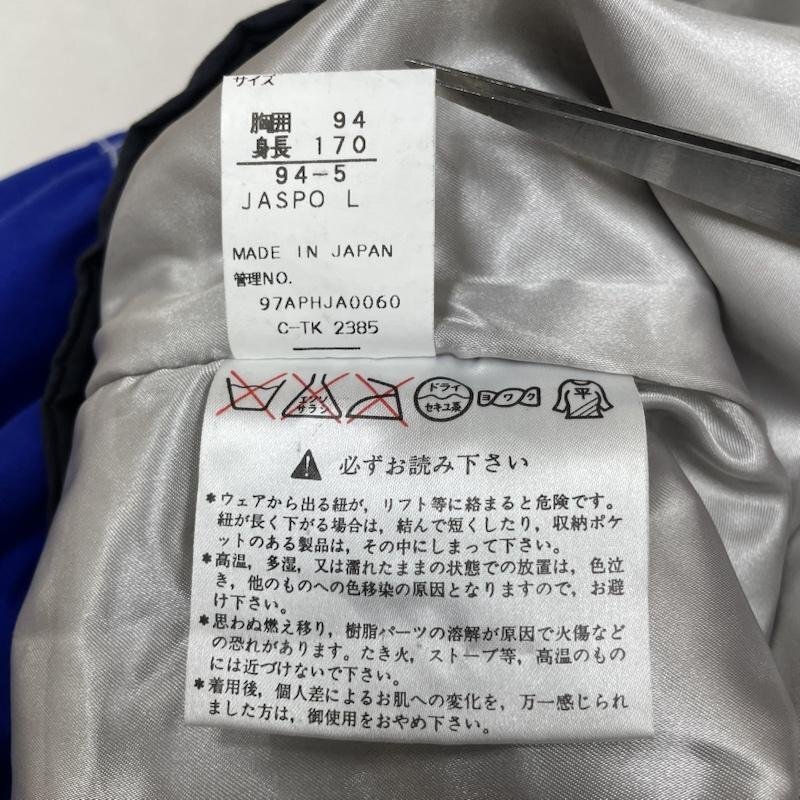 サイズ
胸囲 94
身長 170
94-5
JASPO L
MADE IN JAPAN
管理NO.
97APHJA0060
C-TK 2385
エンソ
サラシ
ドライ
セキユ系
ヨワク
平
必ずお読み下さい
*ウェアから出る紐が,リフト等に絡まると危険です。
紐が長く下がる場合は,結んで短くしたり,収納ポケ
ットのある製品は,その中にしまって下さい。
*高温,多湿,又は濡れたままの状態での放置は,色泣
き,他のものへの色移染の原因となりますので,お避
け下さい。
*思わぬ燃え移り,樹脂パーツの溶解が原因で火傷など
の恐れがあります。たき火,ストーブ等,高温のもの
には近づけないで下さい。
*着用後,個人差によるお肌への変化を,万一感じられ
ました方は,御使用をおやめ下さい。